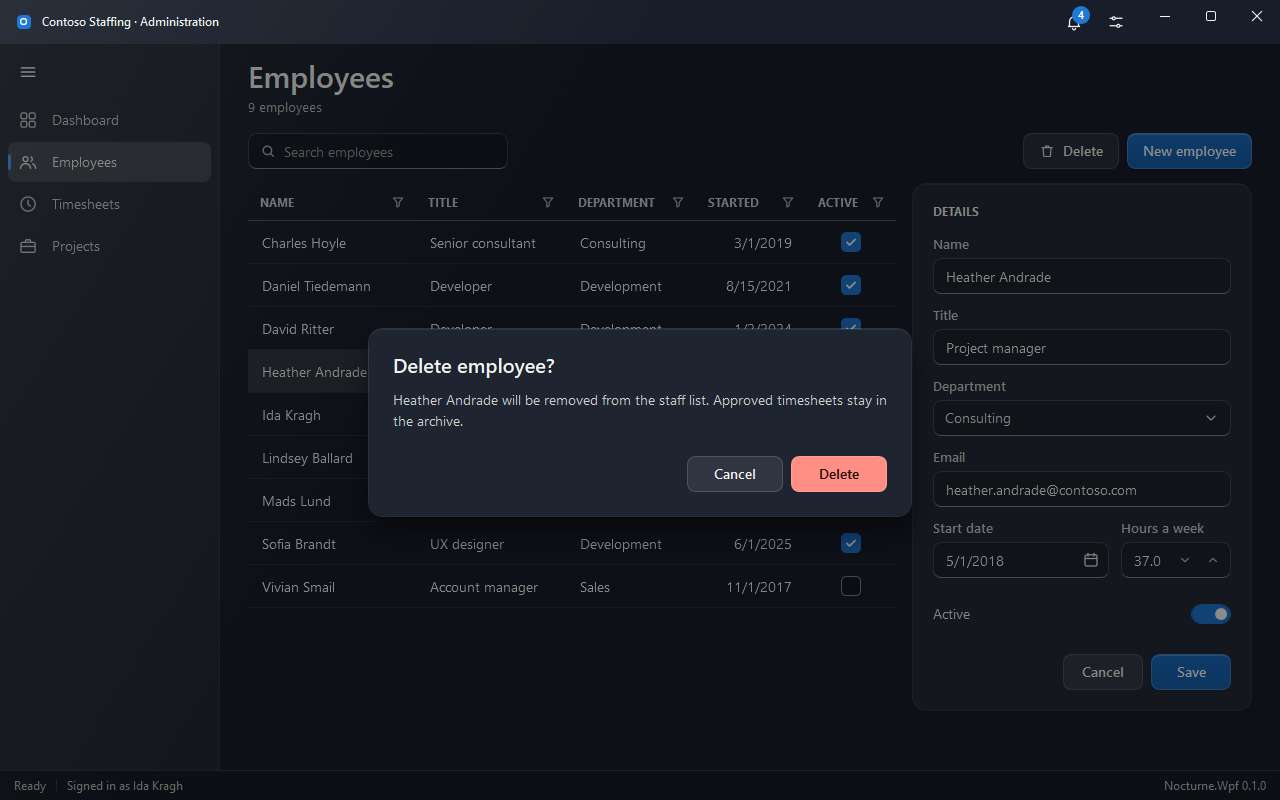 Contoso Staffing · Administration
4
Dashboard
Employees
Timesheets
Projects
Employees
9 employees
Search employees
Delete
New employee
NAME TITLE DEPARTMENT STARTED ACTIVE
Charles Hoyle Senior consultant Consulting 3/1/2019
Daniel Tiedemann Developer Development 8/15/2021
David Ritter Developer Development 1/2/2024
Heather Andrade
Ida Kragh
Lindsey Ballard
Mads Lund
Sofia Brandt UX designer Development 6/1/2025
Vivian Smail Account manager Sales 11/1/2017
Delete employee?
Heather Andrade will be removed from the staff list. Approved timesheets stay in
the archive.
Cancel Delete
DETAILS
Name
Heather Andrade
Title
Project manager
Department
Consulting
Email
heather.andrade@contoso.com
Start date Hours a week
5/1/2018 37.0
Active
Cancel Save
Ready Signed in as Ida Kragh Nocturne.Wpf 0.1.0